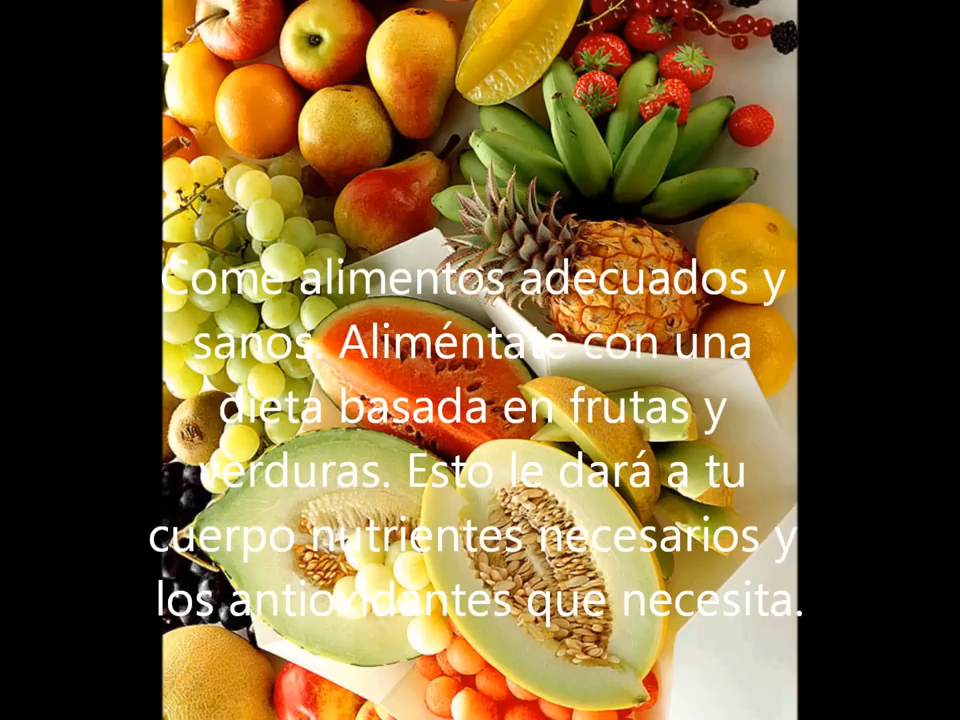 Come alimentos adecuados y
sanos. Aliméntate con una
dieta basada en frutas y
verduras. Esto le dará a tu
cuerpo nutrientes necesarios y
los antioxidantes que necesita.